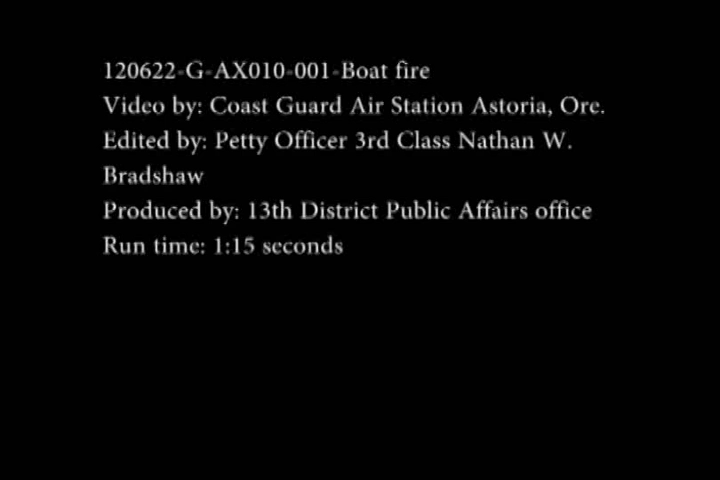 120622-G-AX010-001-Boat fire
Video by: Coast Guard Air Station Astoria, Ore.
Edited by: Petty Officer 3rd Class Nathan W.
Bradshaw
Produced by: 13th District Public Affairs office
Run time: 1:15 seconds